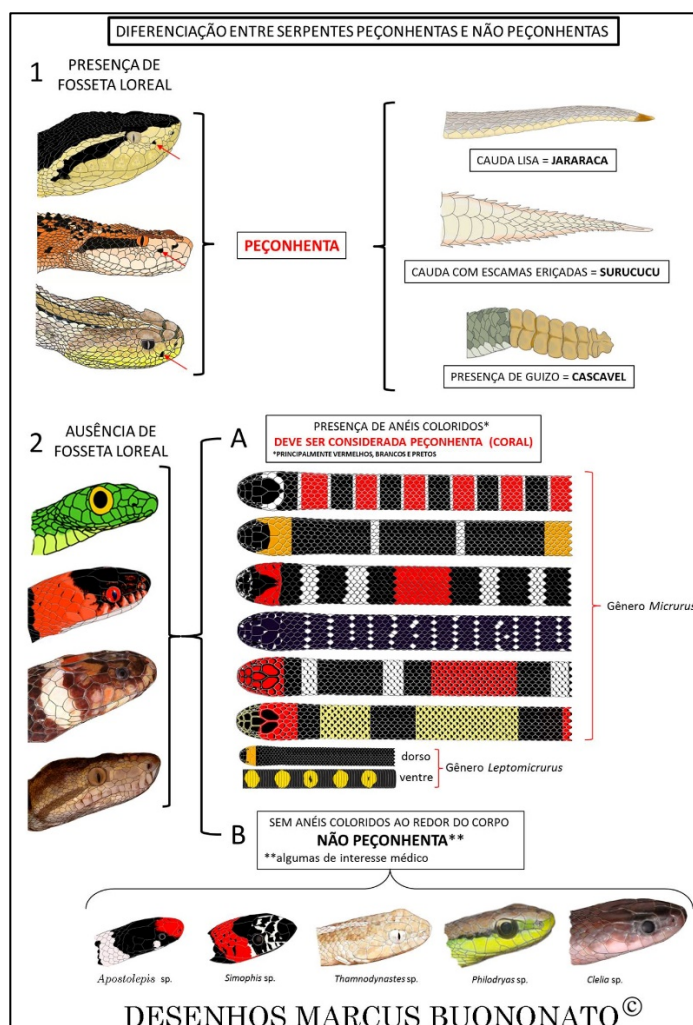 DIFERENCIAÇÃO ENTRE SERPENTES PEÇONHENTAS E NÃO PEÇONHENTAS
1
PRESENÇA DE
FOSSETA LOREAL
PEÇONHENTA
CAUDA LISA = JARARACA
CAUDA COM ESCAMAS ERIÇADAS = SURUCUCU
PRESENÇA DE GUIZO = CASCAVEL
2
AUSÊNCIA DE
FOSSETA LOREAL
A
PRESENÇA DE ANÉIS COLORIDOS*
DEVE SER CONSIDERADA PEÇONHENTA (CORAL)
*PRINCIPALMENTE VERMELHOS, BRANCOS E PRETOS
Gênero Micrurus
dorso
ventre
Gênero Leptomicrurus
B
SEM ANÉIS COLORIDOS AO REDOR DO CORPO
NÃO PEÇONHENTA**
**algumas de interesse médico
Apostolepis sp.
Simophis sp.
Thamnodynastes sp.
Philodryas sp.
Clelia sp.
DESENHOS MARCUS BUONONATO©